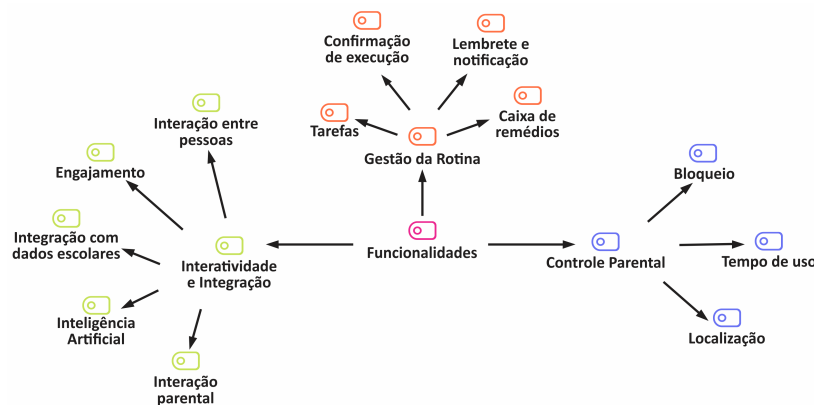 Confirmação
de execução
Lembrete e
notificação
Tarefas
Caixa de
remédios
Gestão da Rotina
Interação entre
pessoas
Engajamento
Integração com
dados escolares
Interatividade
e Integração
Inteligência
Artificial
Interação
parental
Funcionalidades
Controle Parental
Bloqueio
Tempo de uso
Localização